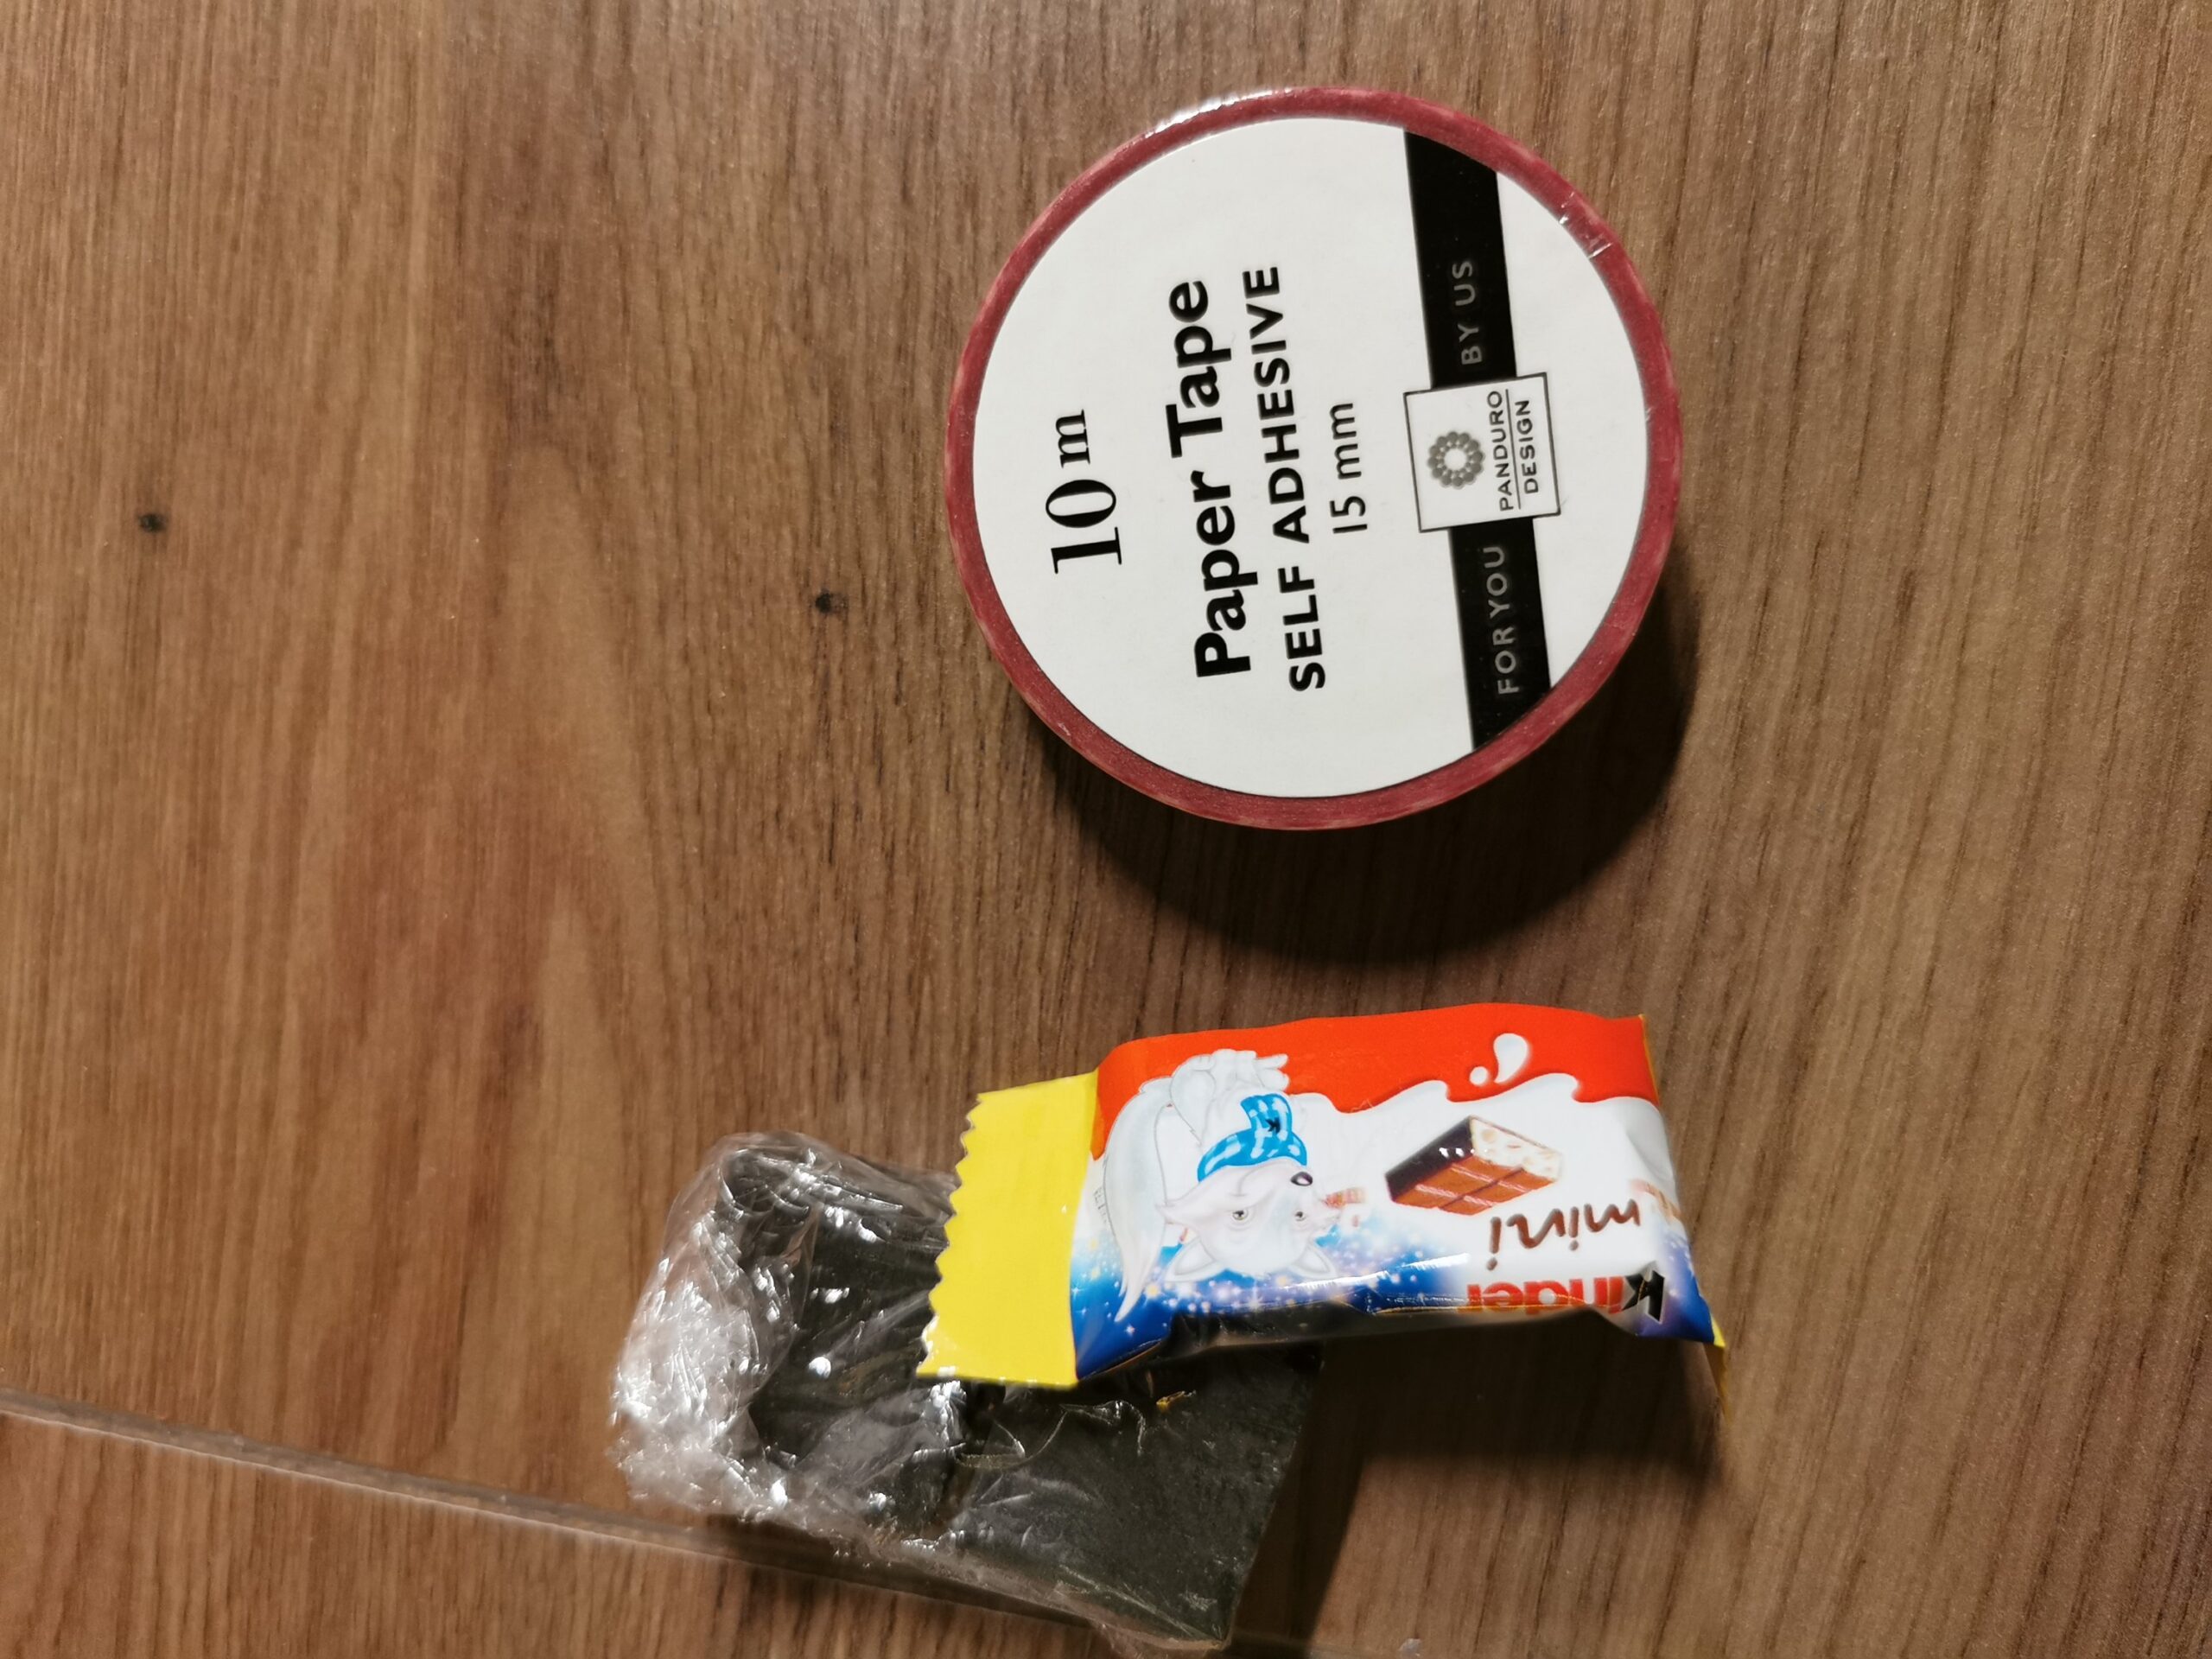 10 m
Paper Tape
SELF ADHESIVE
15 mm
FOR YOU
PANDURO
DESIGN
BY US
Kinder
mini
K